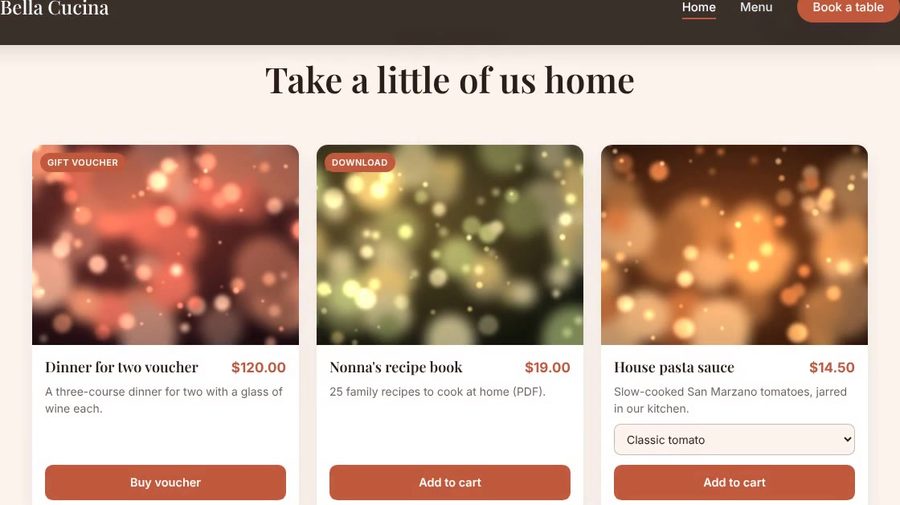 Bella Cucina
Home
Menu
Book a table
Take a little of us home
GIFT VOUCHER
DOWNLOAD
Dinner for two voucher
$120.00
A three-course dinner for two with a glass of
wine each.
Buy voucher
Nonna's recipe book
$19.00
25 family recipes to cook at home (PDF).
Add to cart
House pasta sauce
$14.50
Slow-cooked San Marzano tomatoes, jarred
in our kitchen.
Classic tomato
Add to cart